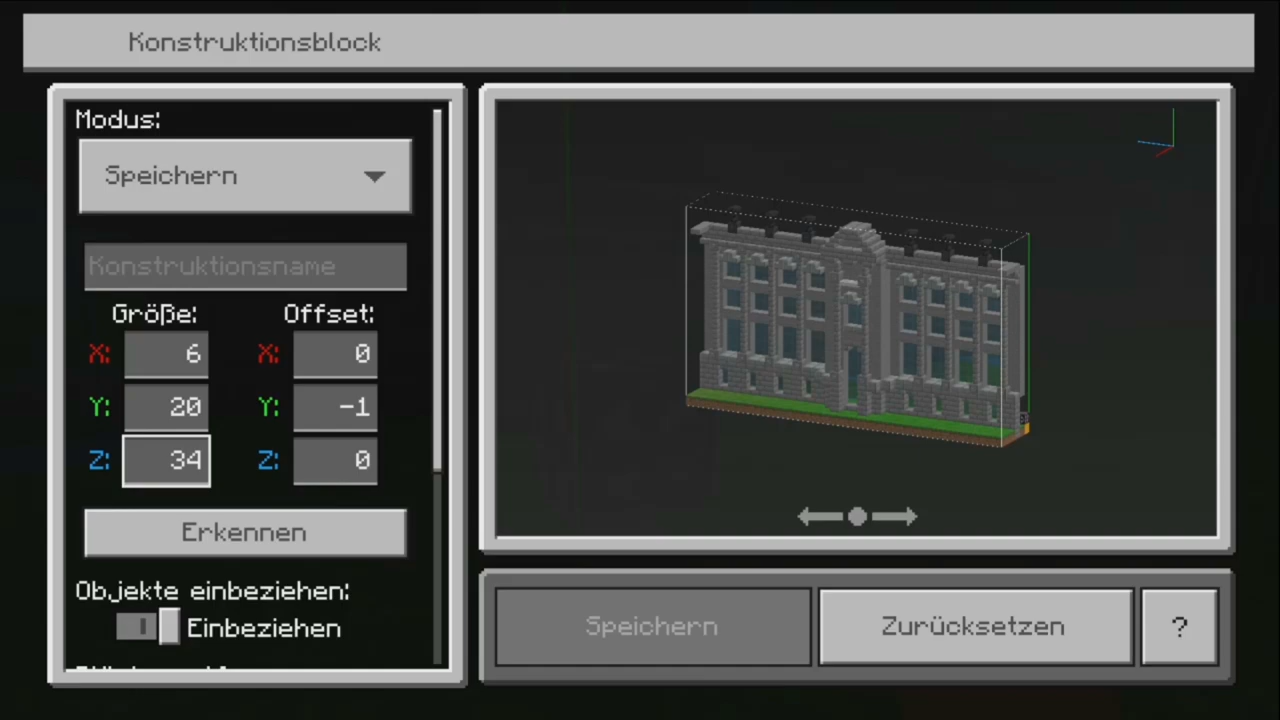 Konstruktionsblock
Modus:
Speichern
Konstruktionsname
Größe: Offset:
X: 6 X: 0
Y: 20 Y: -1
Z: 34 Z: 0
Erkennen
Objekte einbeziehen:
Einbeziehen
Speichern Zurücksetzen ?